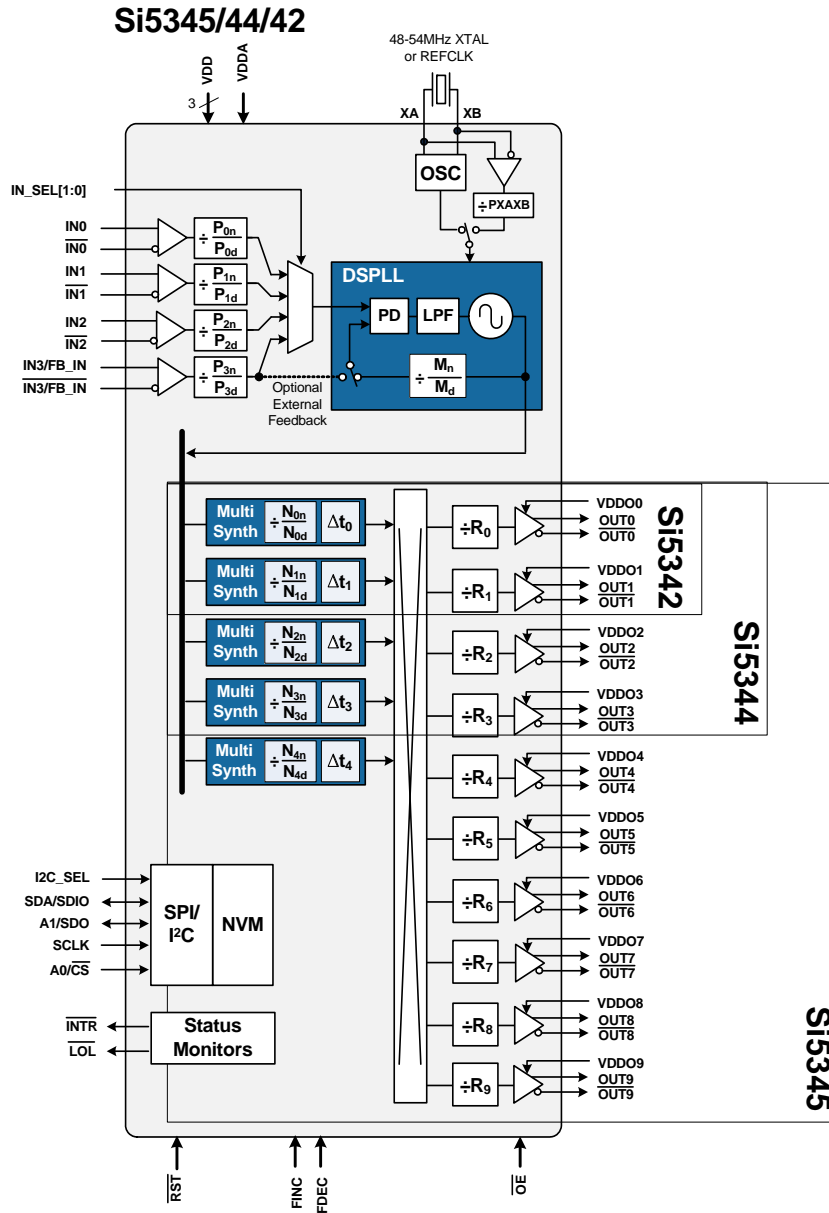 Si5345/44/42
VDD
VDDA
3
48-54MHz XTAL
or REFCLK
XA
XB
OSC
÷PXAXB
IN_SEL[1:0]
IN0
IN0
IN1
IN1
IN2
IN2
IN3/FB_IN
IN3/FB_IN
÷ P0n
P0d
÷ P1n
P1d
÷ P2n
P2d
÷ P3n
P3d
DSPLL
PD
LPF
÷ Mn
Md
Optional
External
Feedback
Multi
Synth
÷ N0n
N0d
Δt0
Multi
Synth
÷ N1n
N1d
Δt1
Multi
Synth
÷ N2n
N2d
Δt2
Multi
Synth
÷ N3n
N3d
Δt3
Multi
Synth
÷ N4n
N4d
Δt4
÷R0
VDDO0
OUT0
OUT0
÷R1
VDDO1
OUT1
OUT1
Si5342
÷R2
VDDO2
OUT2
OUT2
÷R3
VDDO3
OUT3
OUT3
Si5344
÷R4
VDDO4
OUT4
OUT4
÷R5
VDDO5
OUT5
OUT5
÷R6
VDDO6
OUT6
OUT6
÷R7
VDDO7
OUT7
OUT7
÷R8
VDDO8
OUT8
OUT8
÷R9
VDDO9
OUT9
OUT9
Si5345
I2C_SEL
SDA/SDIO
A1/SDO
SCLK
A0/CS
SPI/
I²C
NVM
INTR
LOL
Status
Monitors
RST
FINC
FDEC
OE